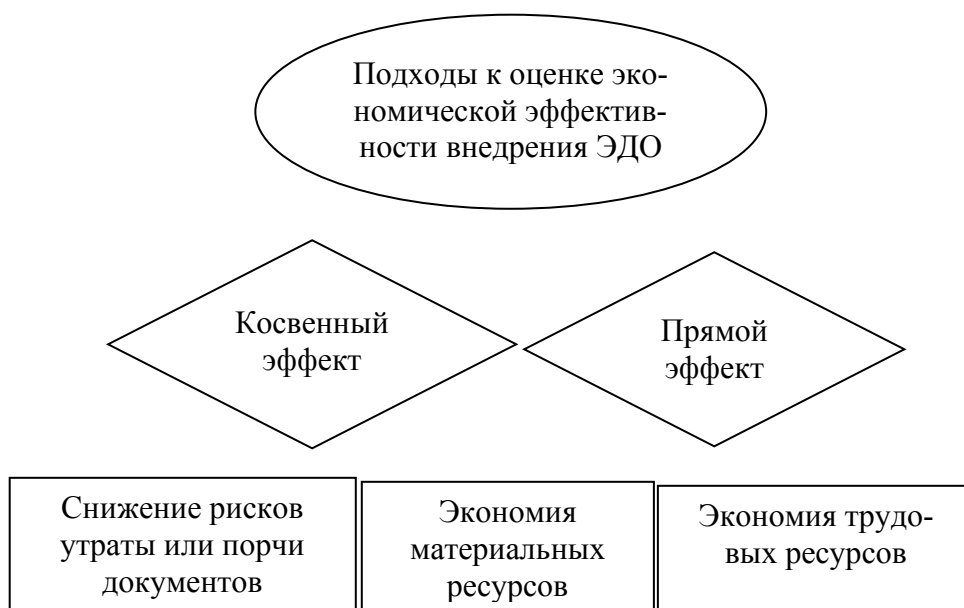 Подходы к оценке эко-
номической эффектив-
ности внедрения ЭДО
Косвенный
эффект
Прямой
эффект
Снижение рисков
утраты или порчи
документов
Экономия
материальных
ресурсов
Экономия трудо-
вых ресурсов